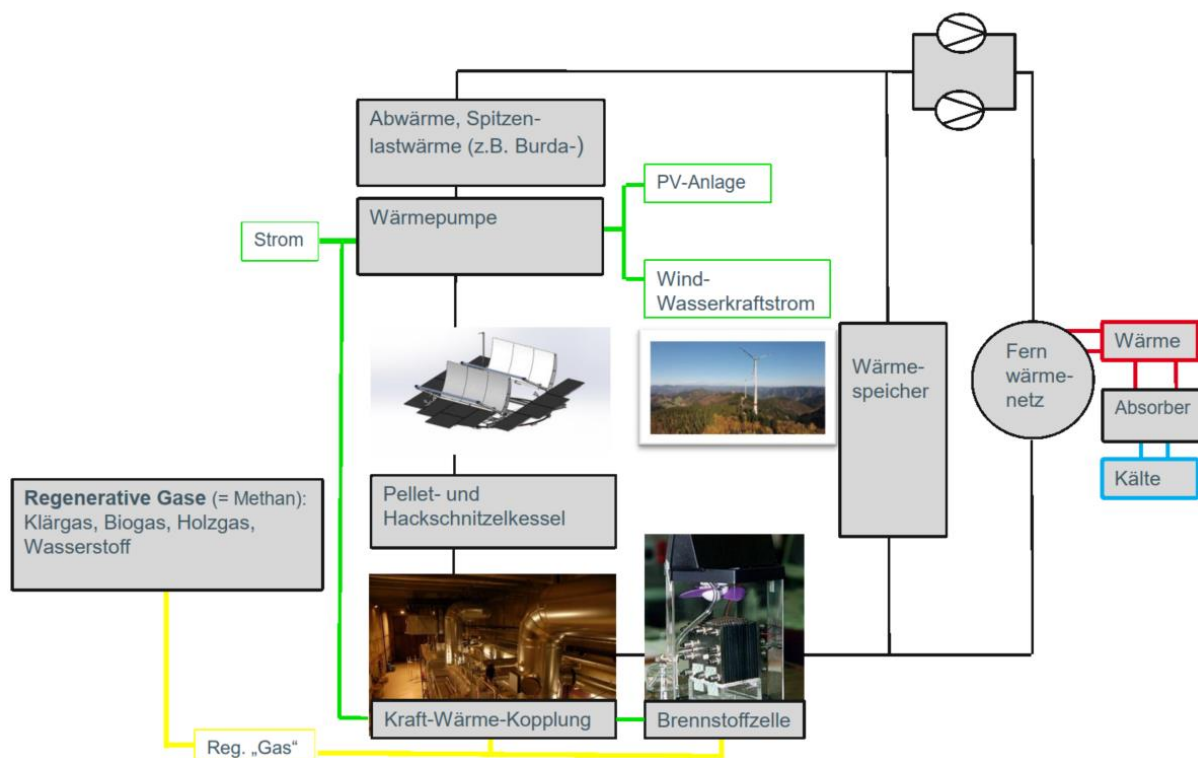 Abwärme, Spitzen-
lastwärme (z.B. Burda-)
Wärmepumpe
PV-Anlage
Strom
Wind-
Wasserkraftstrom
Wärme-
speicher
Fern
wärme-
netz
Wärme
Absorber
Kälte
Regenerative Gase (= Methan):
Klärgas, Biogas, Holzgas,
Wasserstoff
Pellet- und
Hackschnitzelkessel
Kraft-Wärme-Kopplung
Brennstoffzelle
Reg. „Gas“